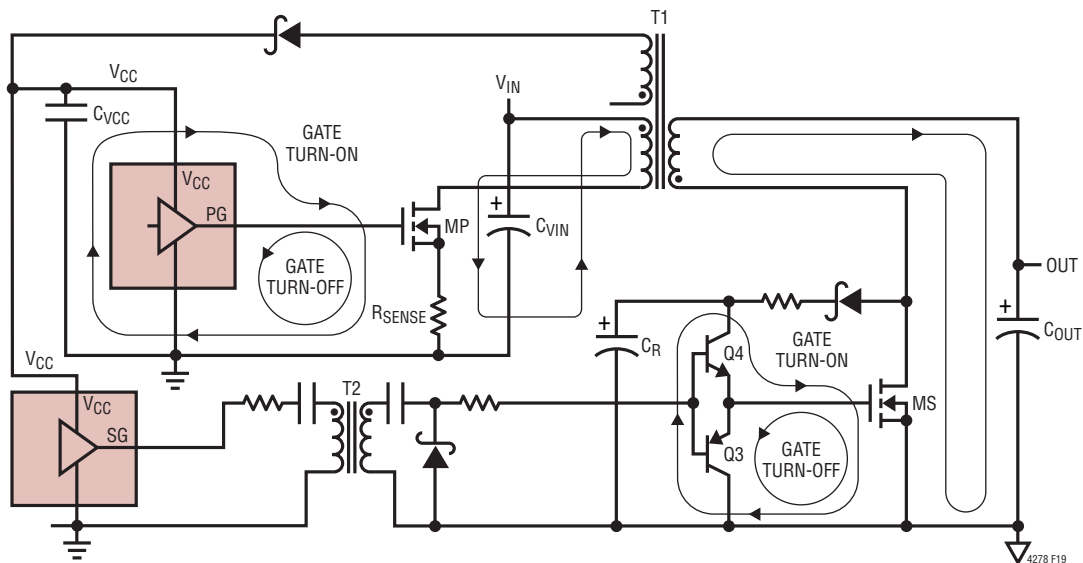 T1
VCC
VIN
CVCC
GATE
TURN-ON
VCC
PG
MP
+
CVIN
GATE
TURN-OFF
RSENSE
OUT
+
COUT
+
CR
Q4
GATE
TURN-ON
VCC
VCC
SG
T2
MS
Q3
GATE
TURN-OFF
4278 F19